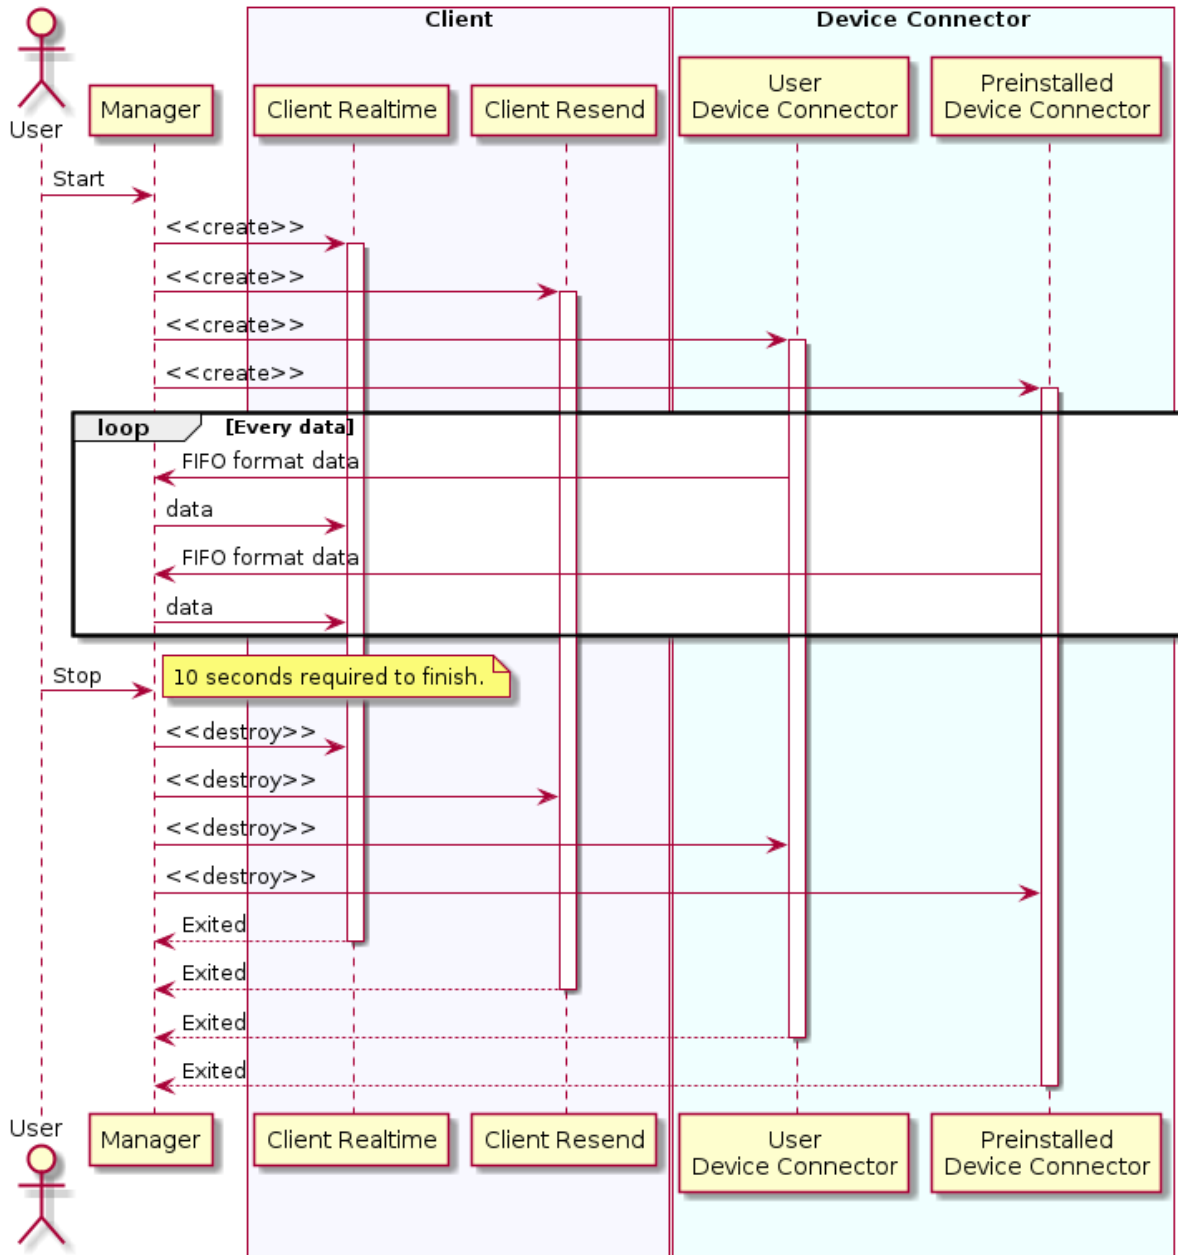 Client
Device Connector
User
Manager
Client Realtime
Client Resend
User
Device Connector
Preinstalled
Device Connector
Start
<<create>>
<<create>>
<<create>>
<<create>>
loop
[Every data]
FIFO format data
data
FIFO format data
data
Stop
10 seconds required to finish.
<<destroy>>
<<destroy>>
<<destroy>>
<<destroy>>
Exited
Exited
Exited
Exited
User
Manager
Client Realtime
Client Resend
User
Device Connector
Preinstalled
Device Connector